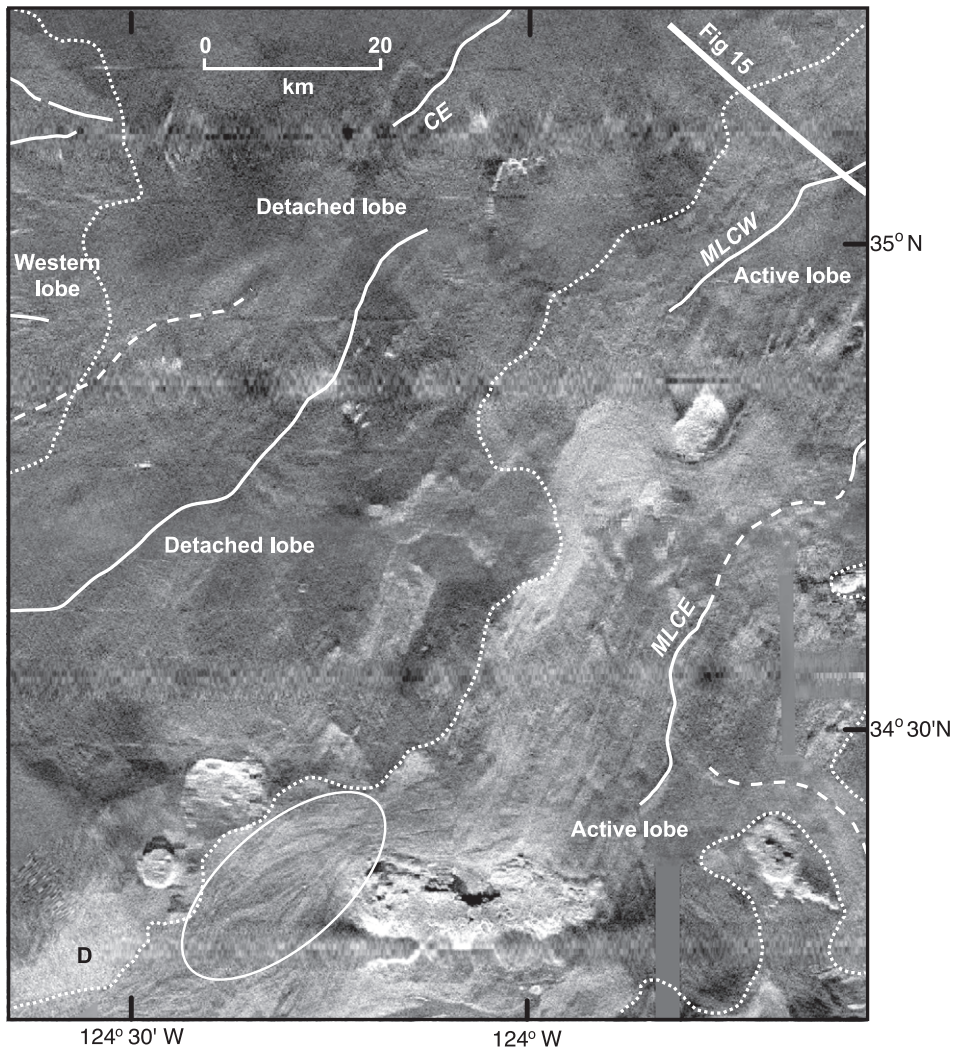 0 20
km
Fig 15
CE
Detached lobe
MLCW
35° N
Western
lobe
Active lobe
Detached lobe
MLCE
34° 30'N
Active lobe
D
124° 30' W
124° W